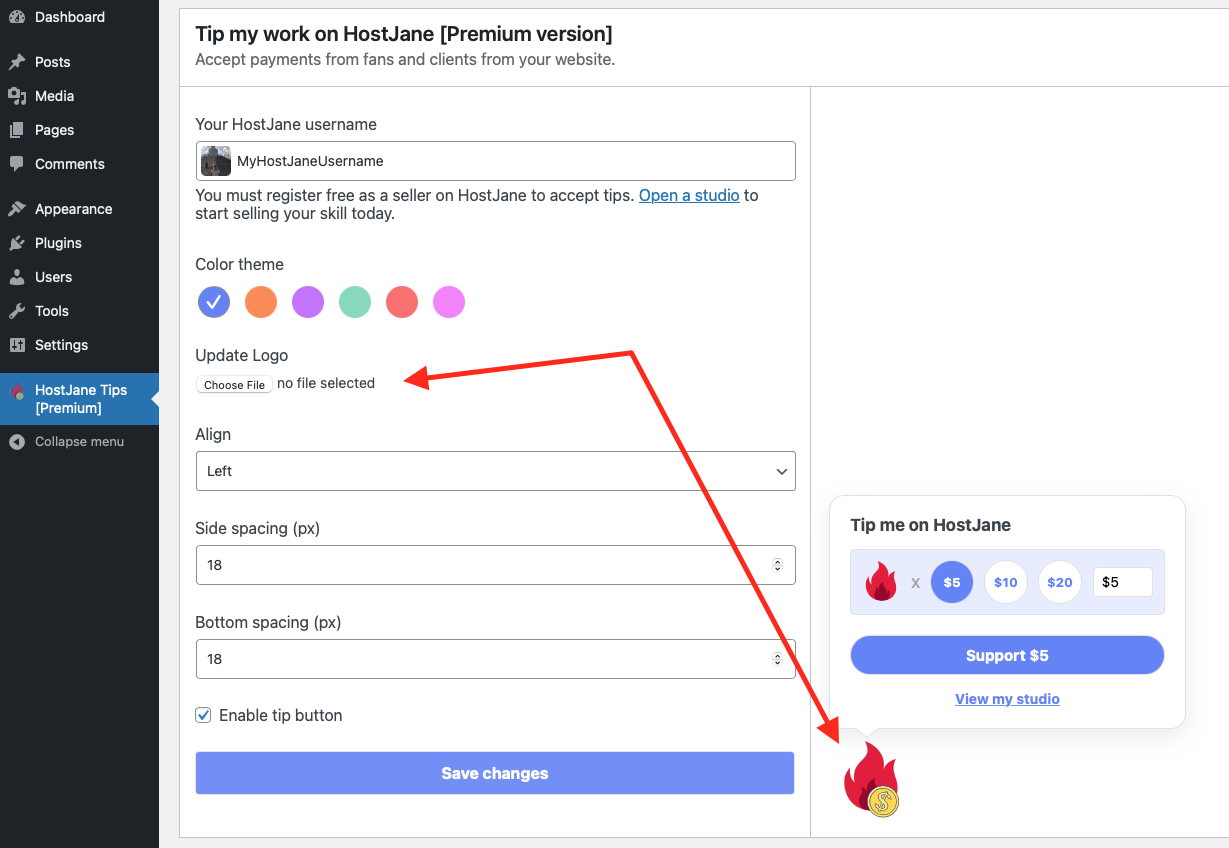 Dashboard
Posts
Media
Pages
Comments
Appearance
Plugins
Users
Tools
Settings
HostJane Tips
[Premium]
Collapse menu
Tip my work on HostJane [Premium version]
Accept payments from fans and clients from your website.
Your HostJane username
MyHostJaneUsername
You must register free as a seller on HostJane to accept tips. Open a studio to
start selling your skill today.
Color theme
Update Logo
Choose File no file selected
Align
Left
Side spacing (px)
18
Bottom spacing (px)
18
Enable tip button
Save changes
Tip me on HostJane
X $5 $10 $20 $5
Support $5
View my studio
$